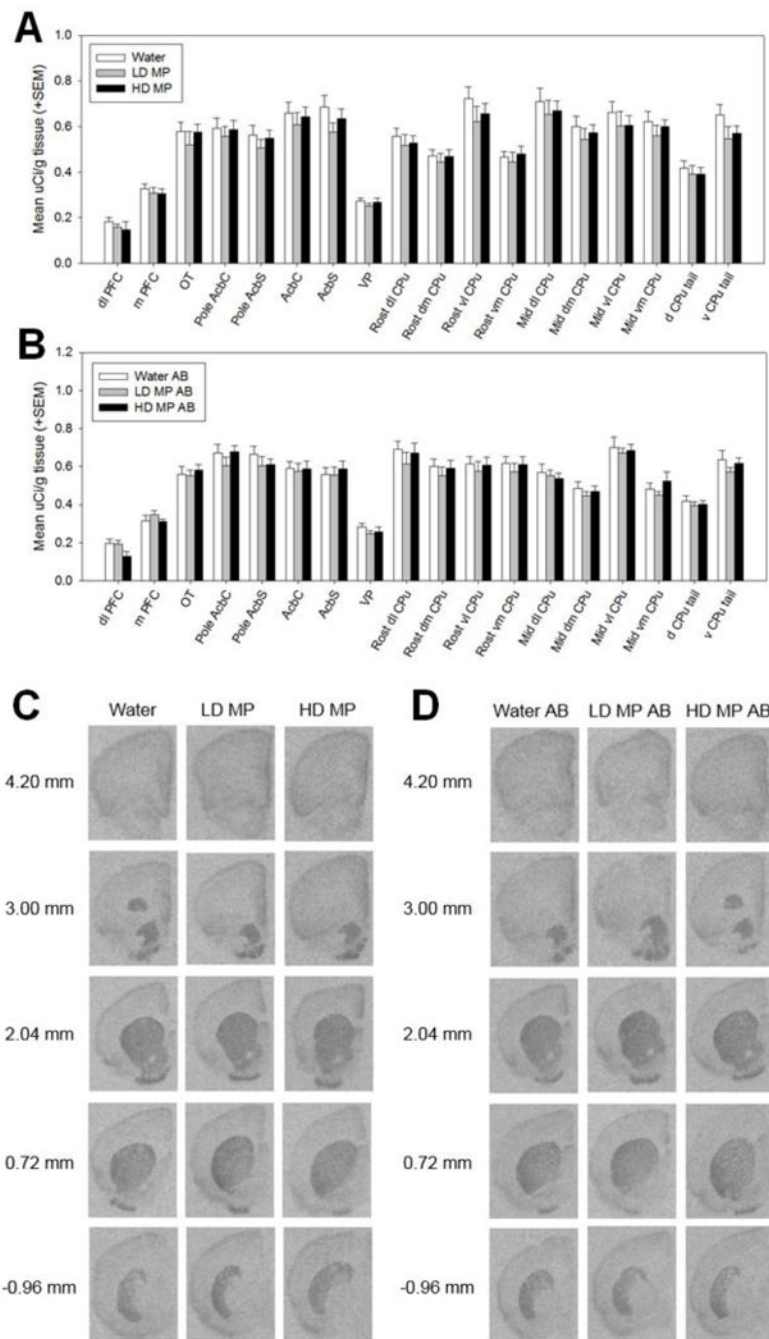 A
Mean uCi/g tissue (+SEM)
1.0
0.8
0.6
0.4
0.2
0.0
Water
LD MP
HD MP
dl PFC
m PFC
OT
Pole AcbC
Pole AcbS
AcbC
AcbS
VP
Rost dl CPu
Rost dm CPu
Rost vl CPu
Rost vm CPu
Mid dl CPu
Mid dm CPu
Mid vl CPu
Mid vm CPu
d CPu tail
v CPu tail
B
Mean uCi/g tissue (+SEM)
1.2
1.0
0.8
0.6
0.4
0.2
0.0
Water AB
LD MP AB
HD MP AB
dl PFC
m PFC
OT
Pole AcbC
Pole AcbS
AcbC
AcbS
VP
Rost dl CPu
Rost dm CPu
Rost vl CPu
Rost vm CPu
Mid dl CPu
Mid dm CPu
Mid vl CPu
Mid vm CPu
d CPu tail
v CPu tail
C
Water LD MP HD MP
4.20 mm
3.00 mm
2.04 mm
0.72 mm
-0.96 mm
D
Water AB LD MP AB HD MP AB
4.20 mm
3.00 mm
2.04 mm
0.72 mm
-0.96 mm